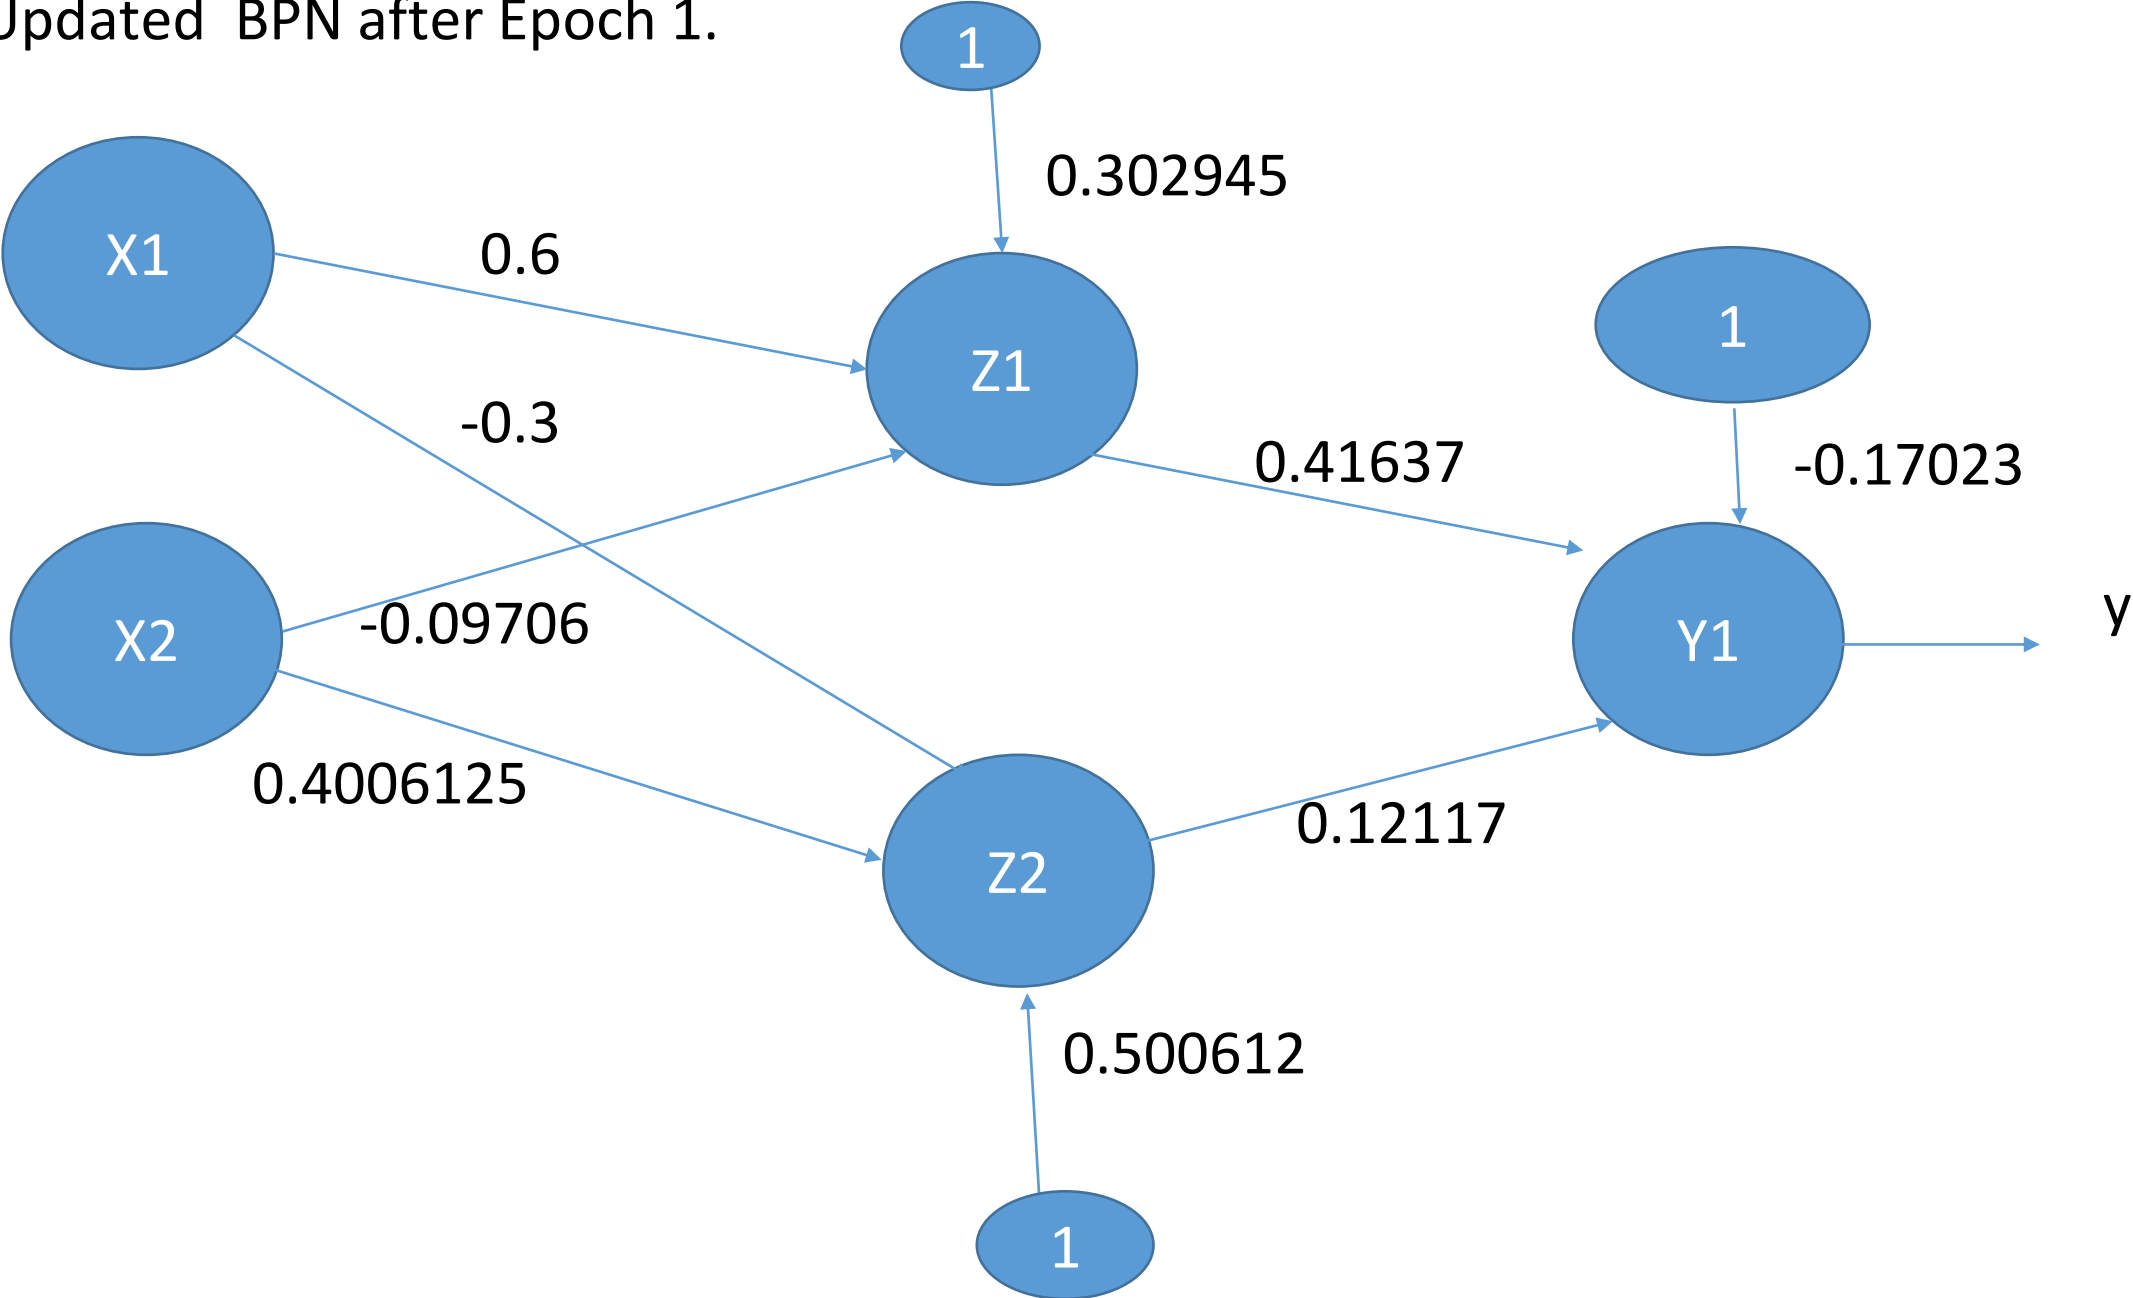 Updated  BPN after Epoch 1.
1
0.302945
X1
0.6
1
Z1
-0.3
0.41637
-0.17023
X2
-0.09706
Y1
y
0.4006125
0.12117
Z2
0.500612
1